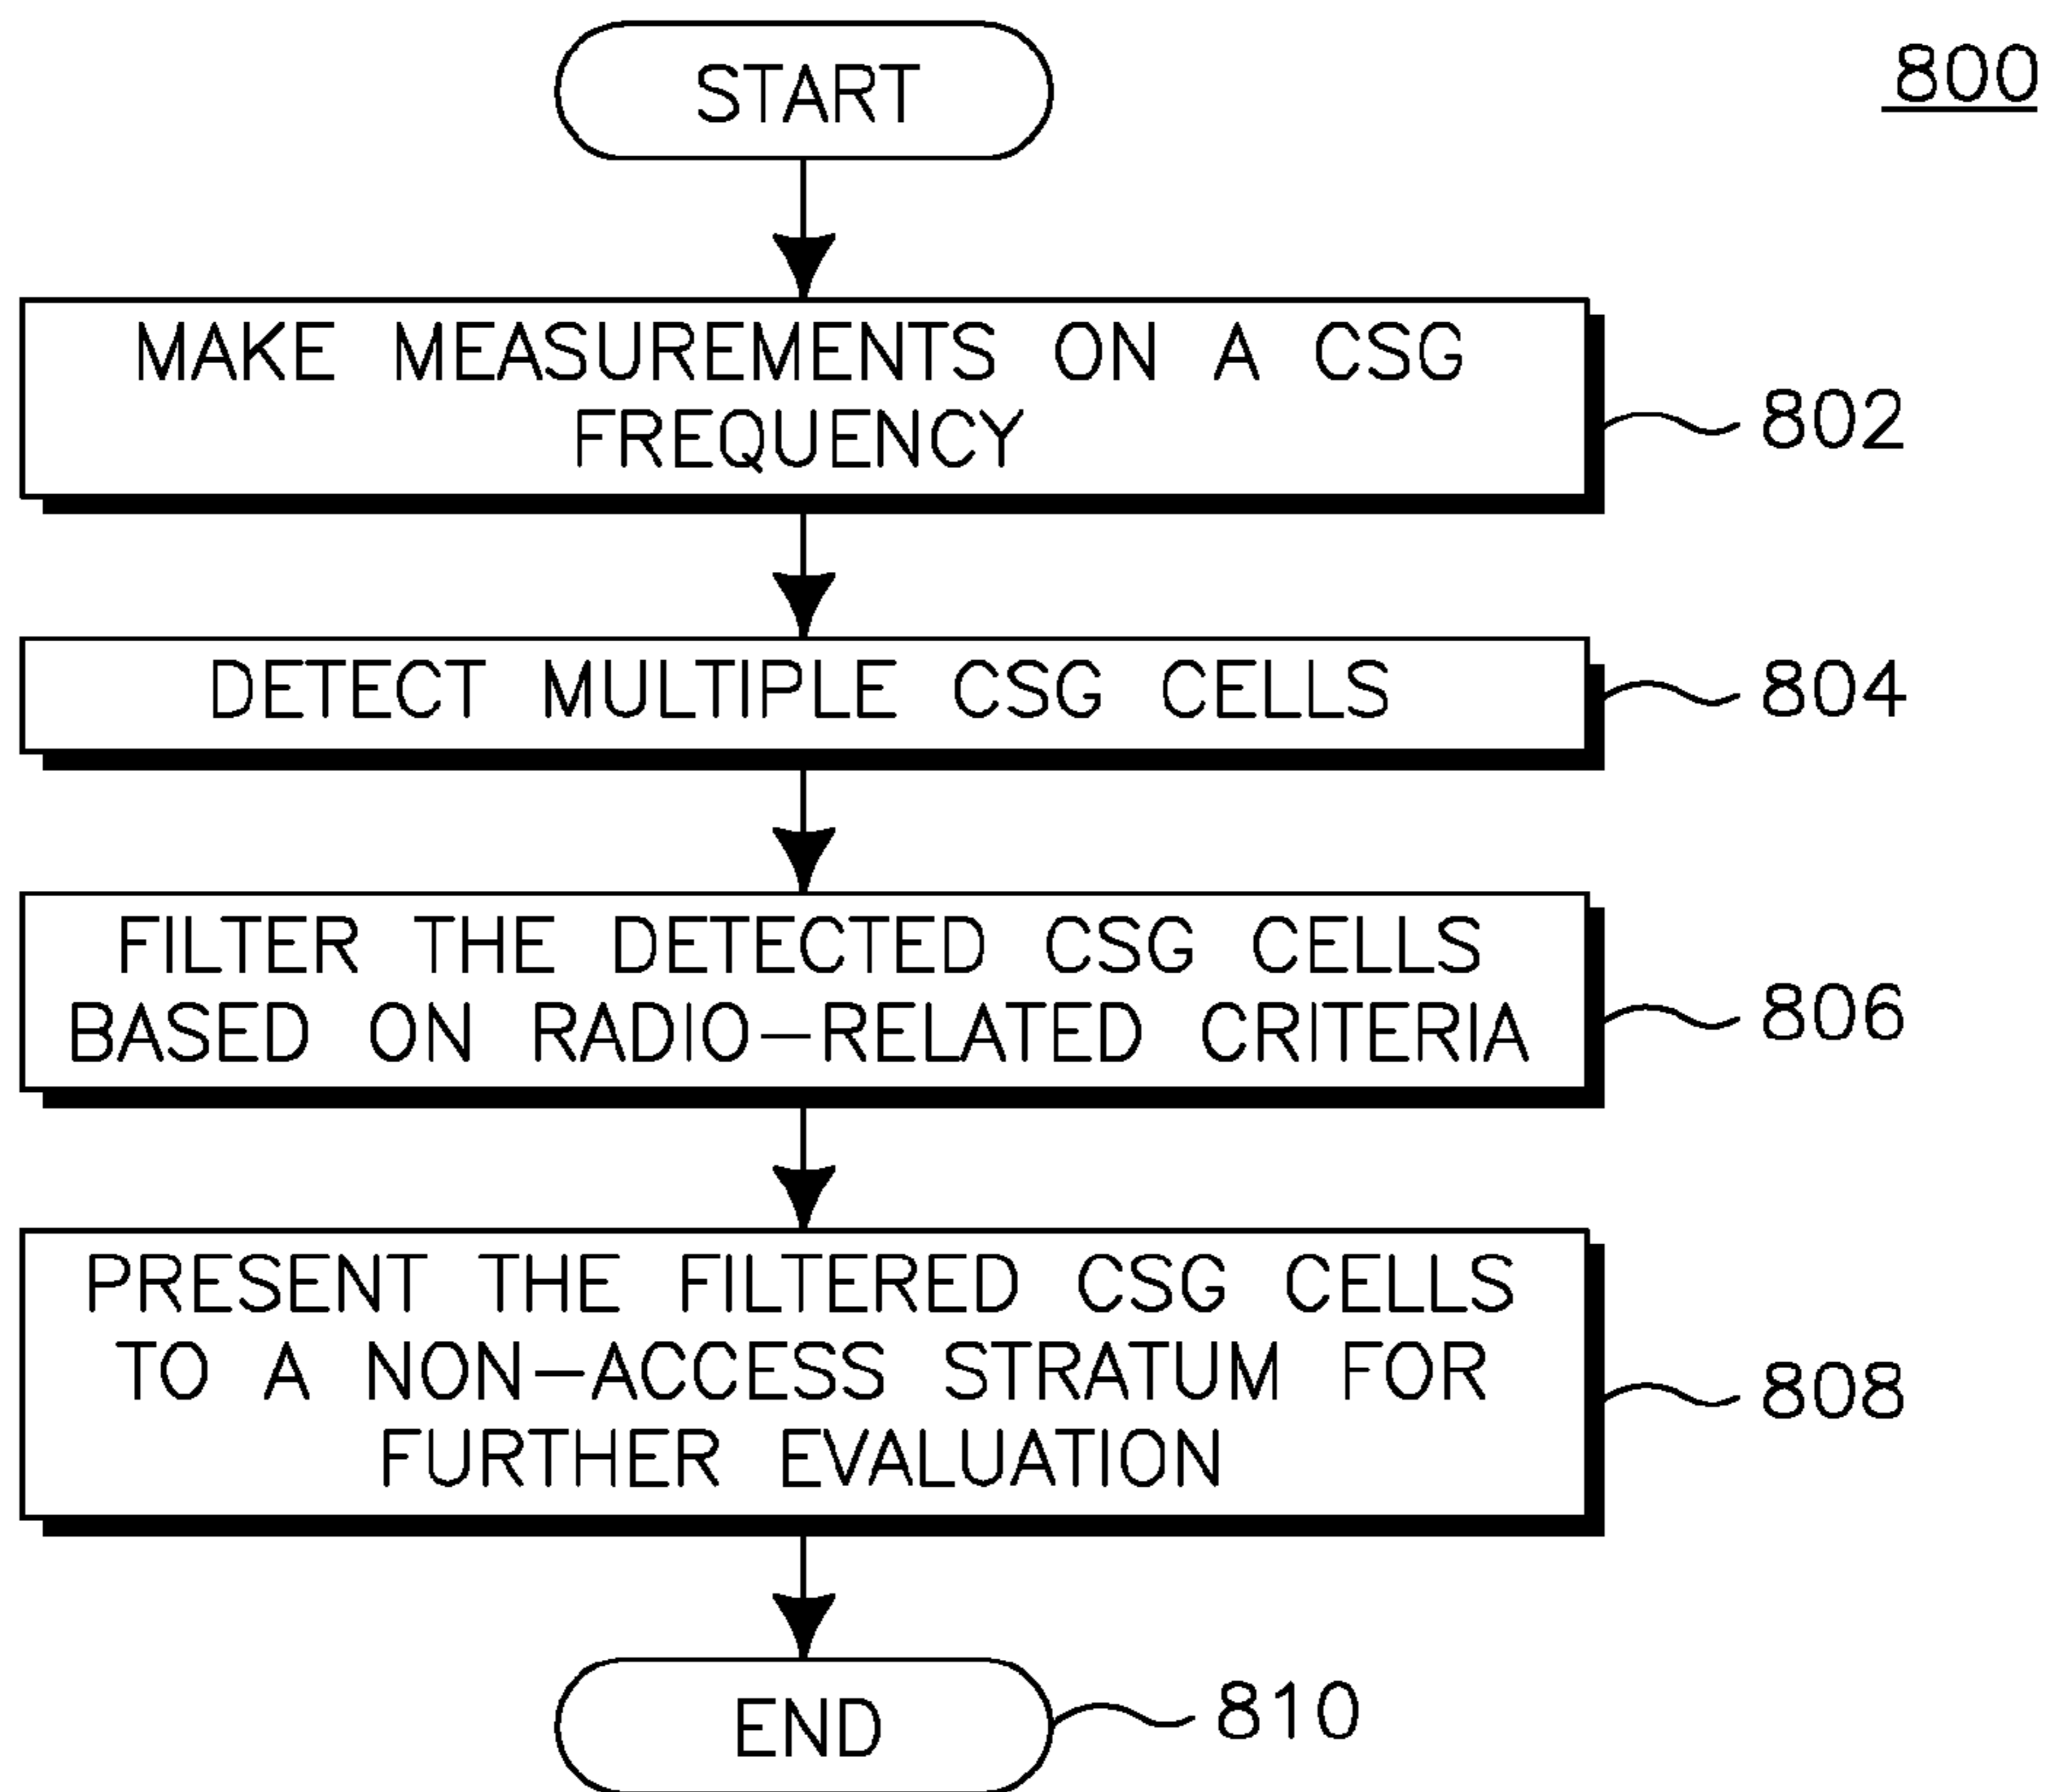 START
800
MAKE MEASUREMENTS ON A CSG
FREQUENCY
802
DETECT MULTIPLE CSG CELLS
804
FILTER THE DETECTED CSG CELLS
BASED ON RADIO-RELATED CRITERIA
806
PRESENT THE FILTERED CSG CELLS
TO A NON-ACCESS STRATUM FOR
FURTHER EVALUATION
808
END
810